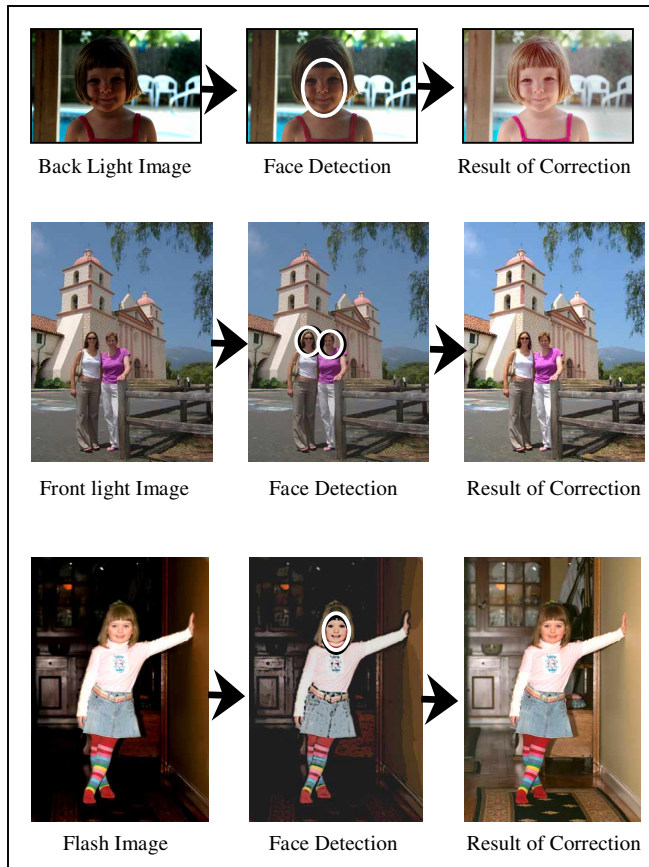 Back Light Image
Face Detection
Result of Correction
Front light Image
Face Detection
Result of Correction
Flash Image
Face Detection
Result of Correction